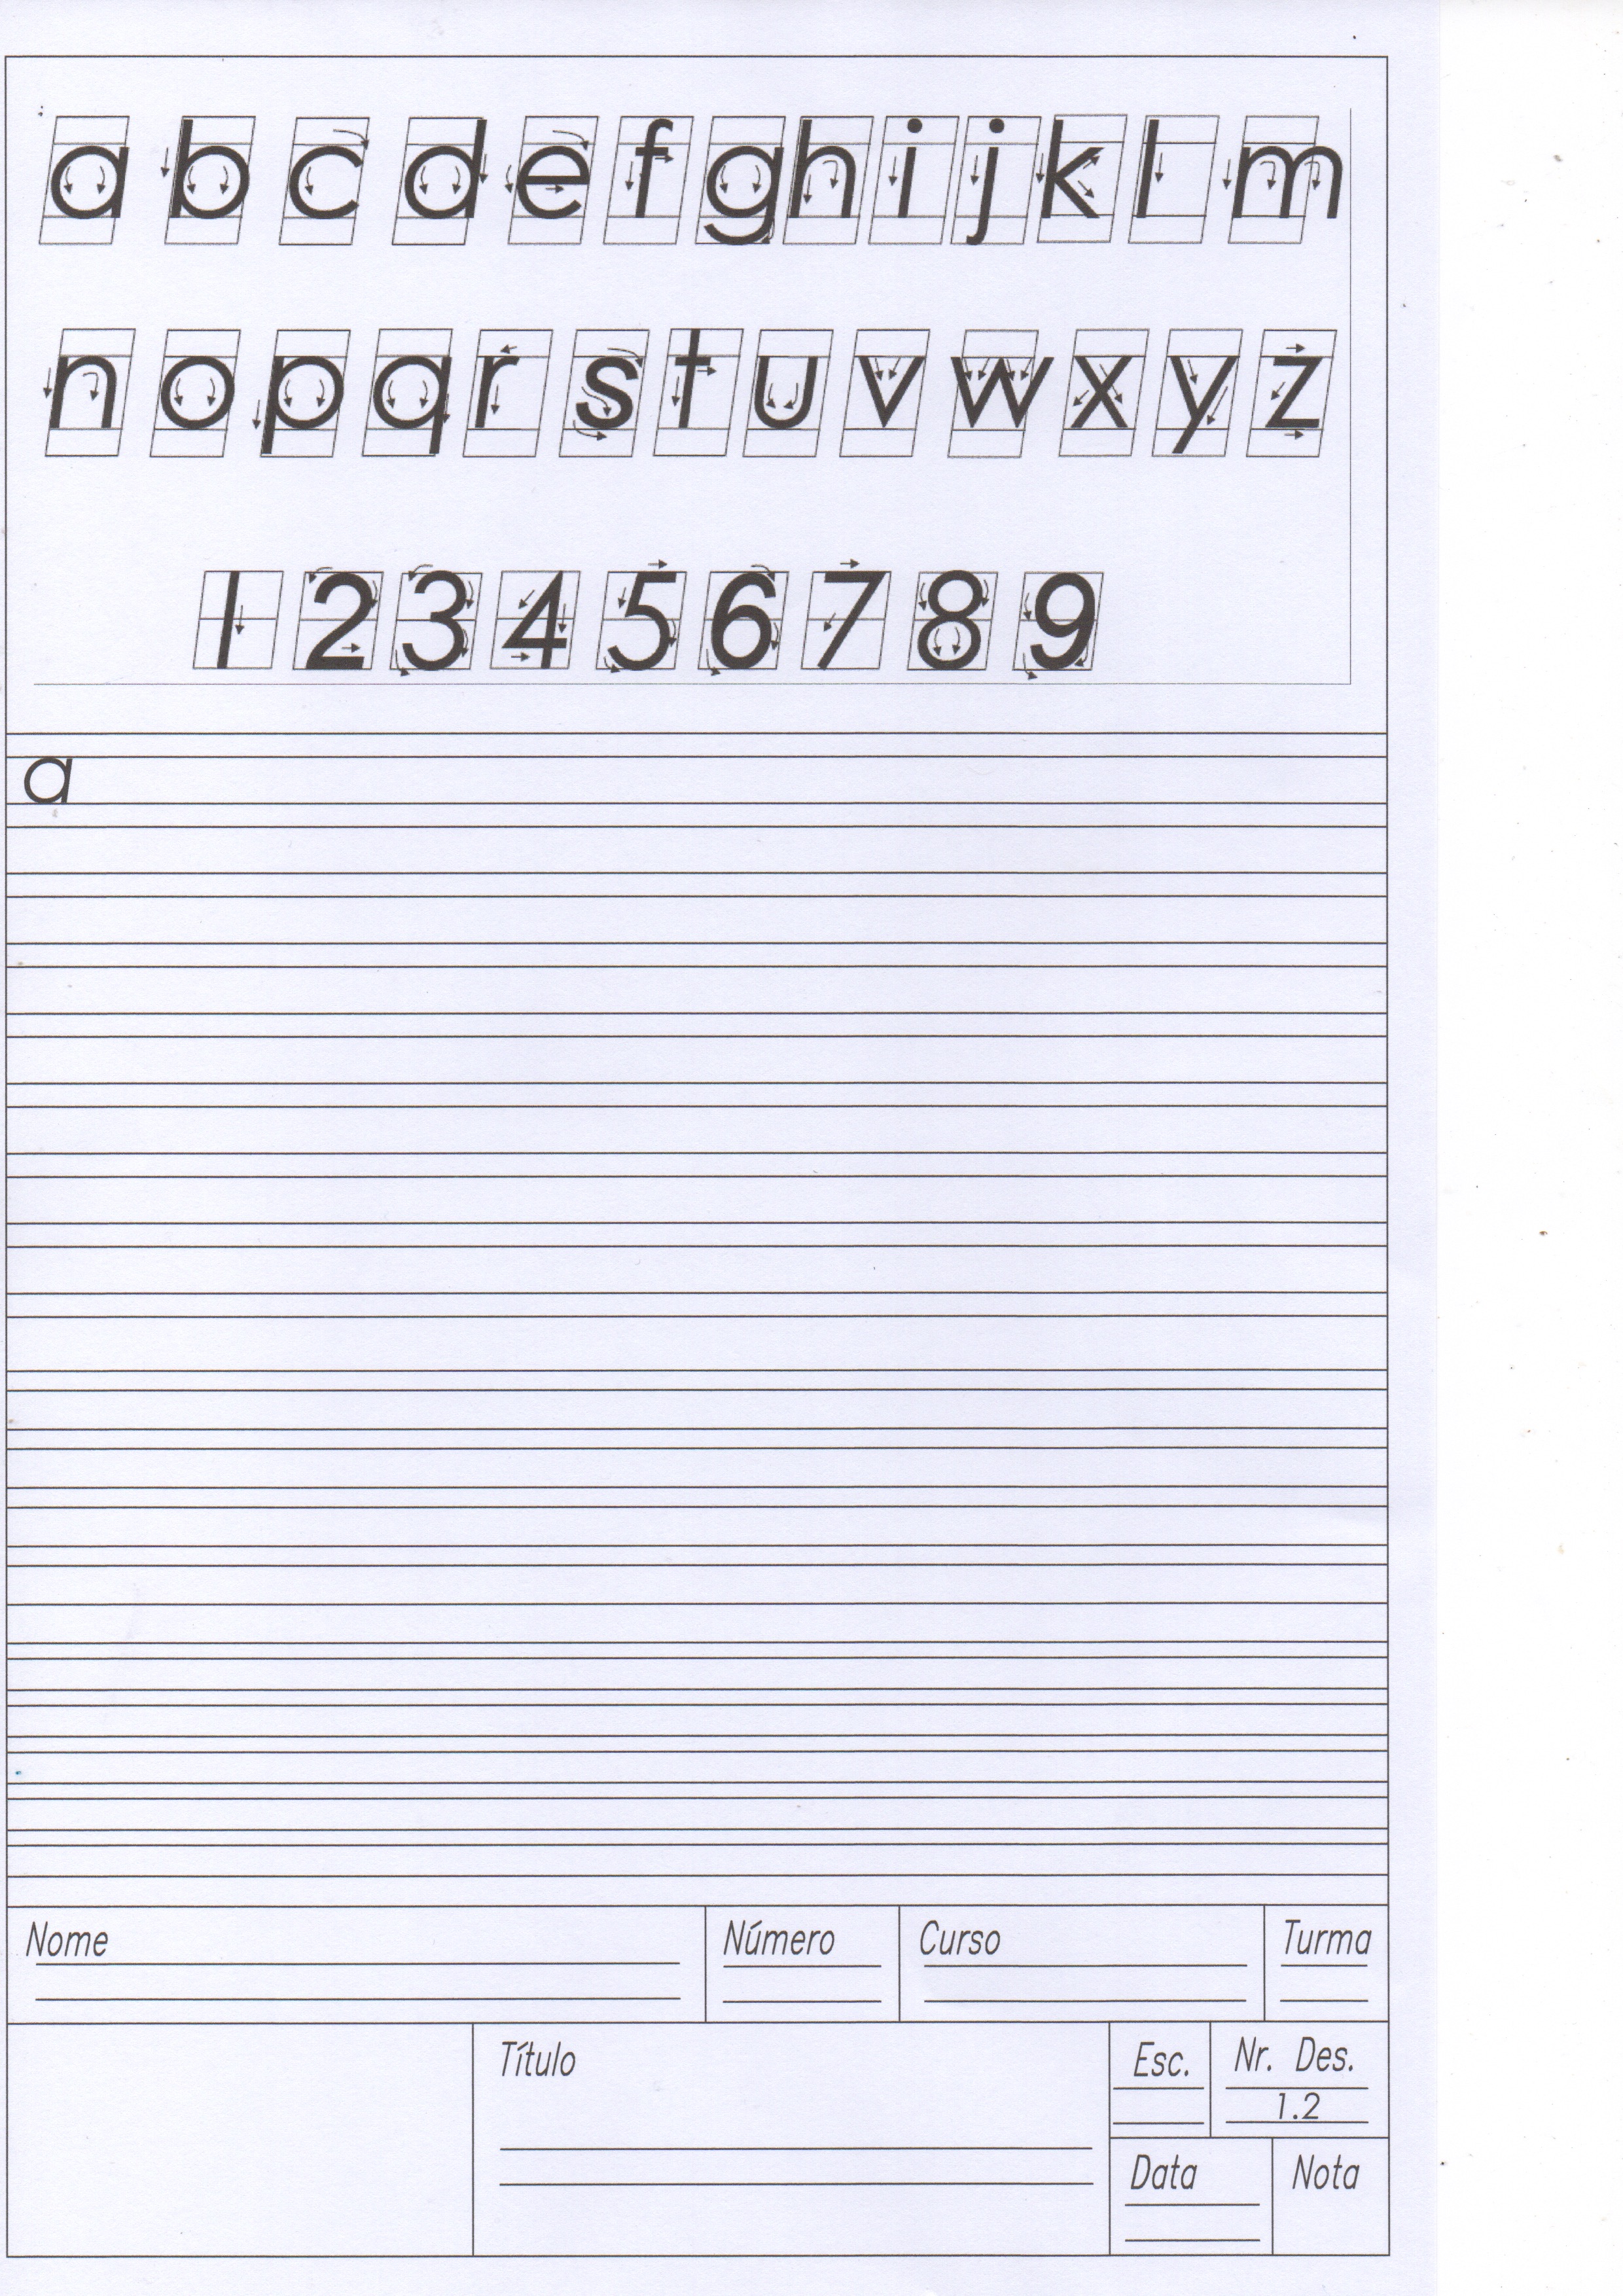 a b c d e f g h i j k l m
n o p q r s t u v w x y z
1 2 3 4 5 6 7 8 9
a
Nome Número Curso Turma
Título Esc. Nr. Des.
1.2
Data Nota